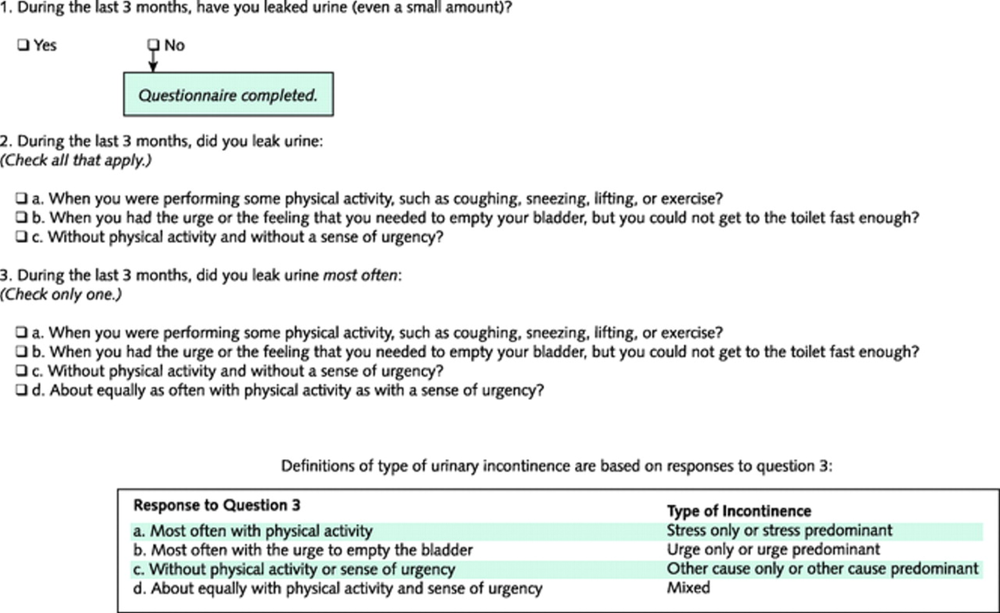 1. During the last 3 months, have you leaked urine (even a small amount)?
❑ Yes ❑ No
Questionnaire completed.
2. During the last 3 months, did you leak urine:
(Check all that apply.)
❑ a. When you were performing some physical activity, such as coughing, sneezing, lifting, or exercise?
❑ b. When you had the urge or the feeling that you needed to empty your bladder, but you could not get to the toilet fast enough?
❑ c. Without physical activity and without a sense of urgency?
3. During the last 3 months, did you leak urine most often:
(Check only one.)
❑ a. When you were performing some physical activity, such as coughing, sneezing, lifting, or exercise?
❑ b. When you had the urge or the feeling that you needed to empty your bladder, but you could not get to the toilet fast enough?
❑ c. Without physical activity and without a sense of urgency?
❑ d. About equally as often with physical activity as with a sense of urgency?
Definitions of type of urinary incontinence are based on responses to question 3:
Response to Question 3 Type of Incontinence
a. Most often with physical activity Stress only or stress predominant
b. Most often with the urge to empty the bladder Urge only or urge predominant
c. Without physical activity or sense of urgency Other cause only or other cause predominant
d. About equally with physical activity and sense of urgency Mixed